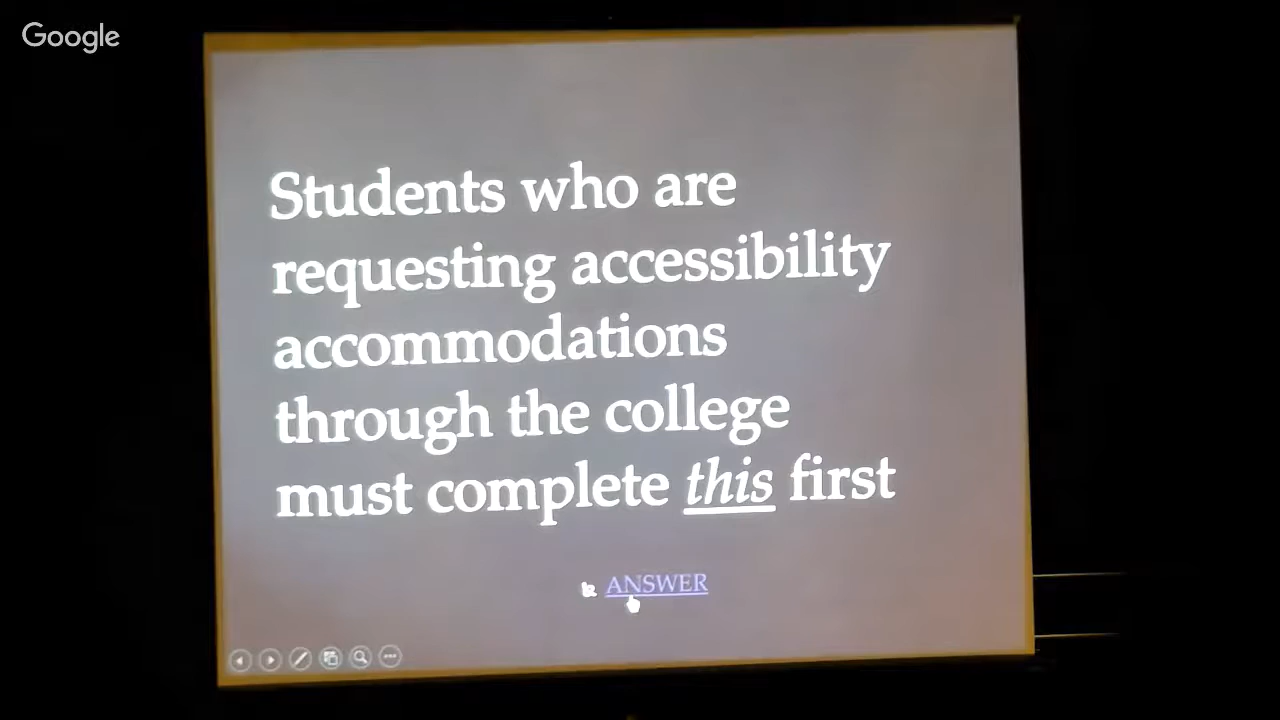 Google
Students who are
requesting accessibility
accommodations
through the college
must complete this first
ANSWER